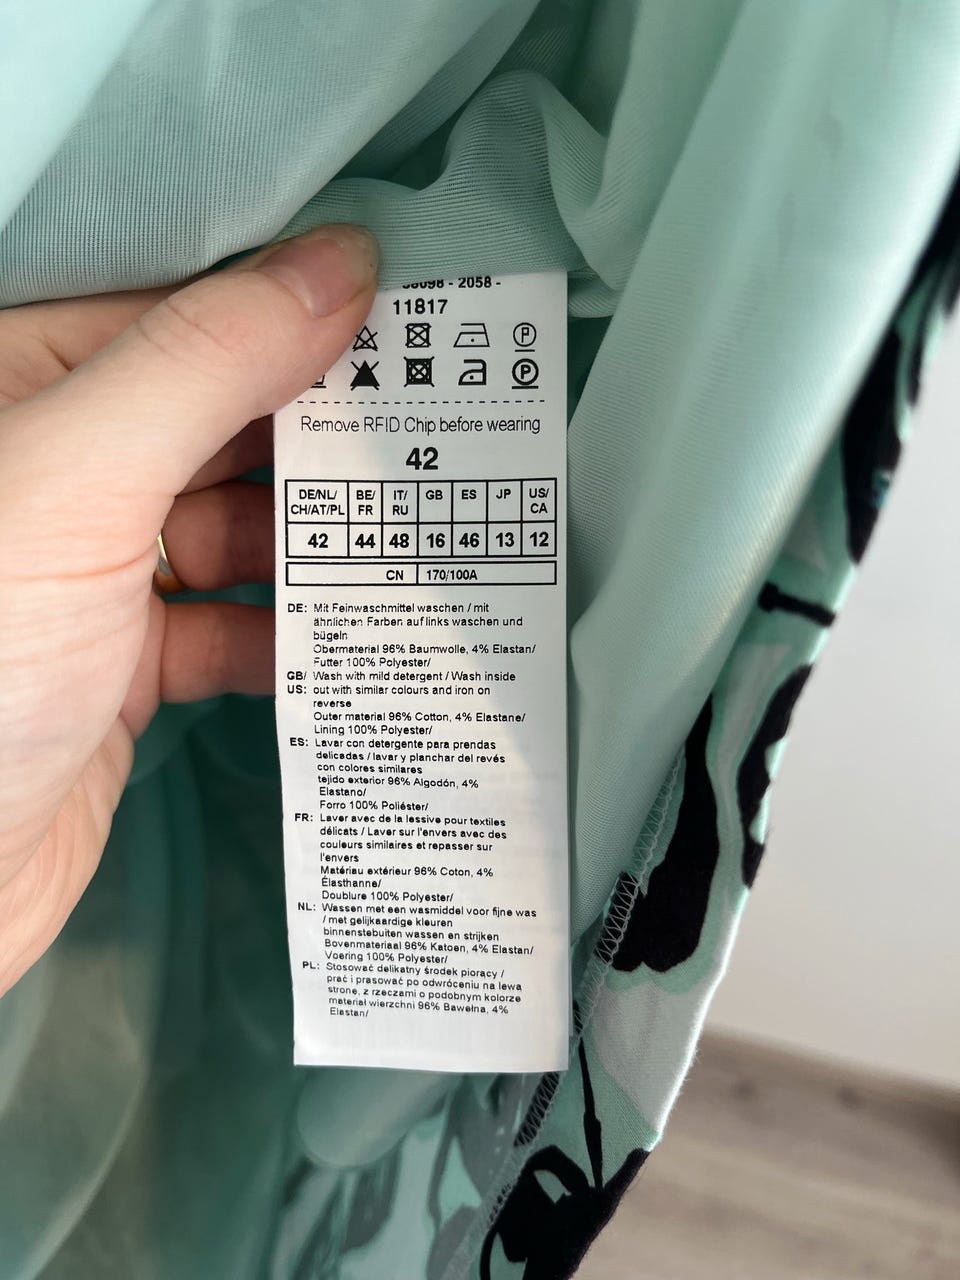 - 2058 -
11817
Remove RFID Chip before wearing
42
DE/NL/ CH/AT/PL BE/ FR IT/ RU GB ES JP US/ CA
42 44 48 16 46 13 12
CN 170/100A
DE: Mit Feinwaschmittel waschen / mit
ähnlichen Farben auf links waschen und
bügeln
Obermaterial 96% Baumwolle, 4% Elastan/
Futter 100% Polyester/
GB/ Wash with mild detergent / Wash inside
US: out with similar colours and iron on
reverse
Outer material 96% Cotton, 4% Elastane/
Lining 100% Polyester/
ES: Lavar con detergente para prendas
delicadas / lavar y planchar del revés
con colores similares
tejido exterior 96% Algodón, 4%
Elastano/
Forro 100% Poliéster/
FR: Laver avec de la lessive pour textiles
délicats / Laver sur l'envers avec des
couleurs similaires et repasser sur
l'envers
Matériau extérieur 96% Coton, 4%
Élasthanne/
Doublure 100% Polyester/
NL: Wassen met een wasmiddel voor fijne was
/ met gelijkaardige kleuren
binnenstebuiten wassen en strijken
Bovenmateriaal 96% Katoen, 4% Elastan/
Voering 100% Polyester/
PL: Stosować delikatny środek piorący /
prać i prasować po odwróceniu na lewą
stronę, z rzeczami o podobnym kolorze
materiał wierzchni 96% Bawełna, 4%
Elastan/